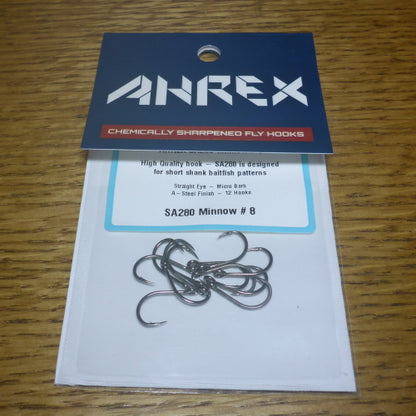 AHREX
CHEMICALLY SHARPENED FLY HOOKS
High Quality hook – SA280 is designed
for short shank baitfish patterns
Straight Eye – Micro Barb
A-Steel Finish – 12 Hooks
SA280 Minnow # 8